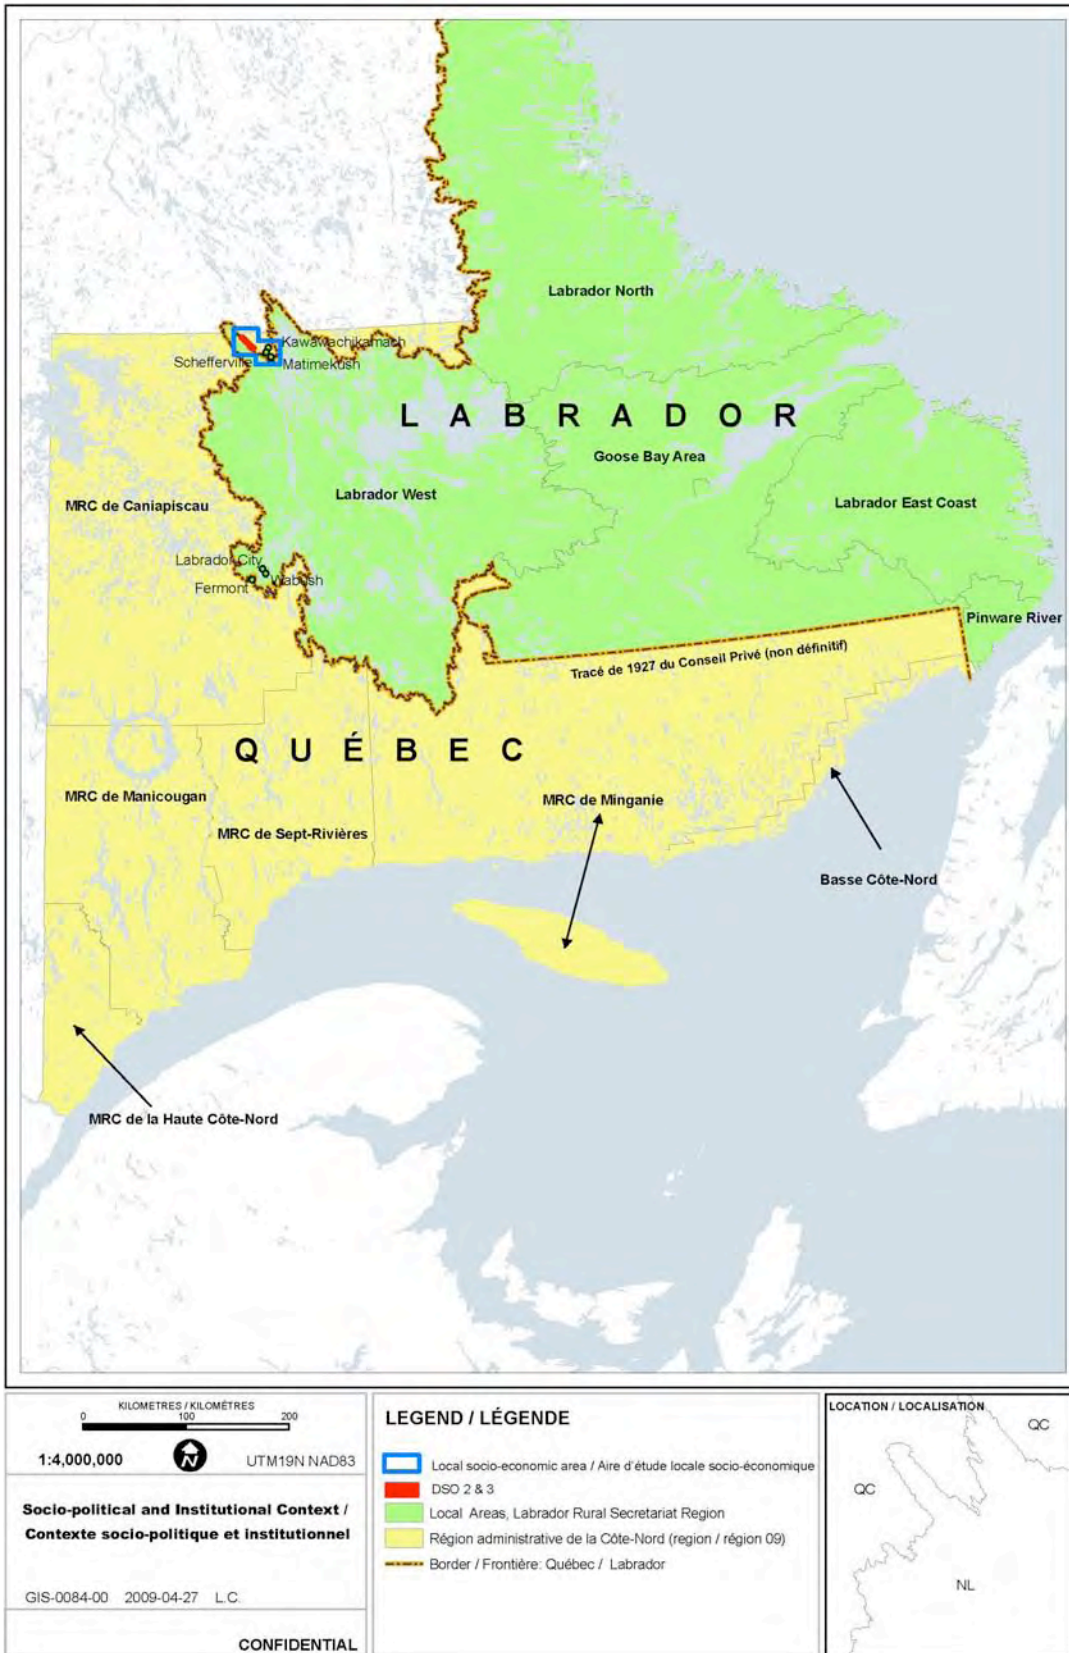 Labrador North
Kawawachikamach
Schefferville
Matimekush
LABRADOR
Goose Bay Area
Labrador West
Labrador East Coast
MRC de Caniapiscau
Labrador City
Wabush
Fermont
Pinware River
Tracé de 1927 du Conseil Privé (non définitif)
QUÉBEC
MRC de Manicougan
MRC de Minganie
MRC de Sept-Rivières
Basse Côte-Nord
MRC de la Haute Côte-Nord
KILOMETRES / KILOMÈTRES
0 100 200
1:4,000,000 N UTM19N NAD83
Socio-political and Institutional Context /
Contexte socio-politique et institutionnel
GIS-0084-00 2009-04-27 L.C.
CONFIDENTIAL
LEGEND / LÉGENDE
Local socio-economic area / Aire d'étude locale socio-économique
DSO 2 & 3
Local Areas, Labrador Rural Secretariat Region
Région administrative de la Côte-Nord (region / région 09)
Border / Frontière: Québec / Labrador
LOCATION / LOCALISATION
QC
QC
NL